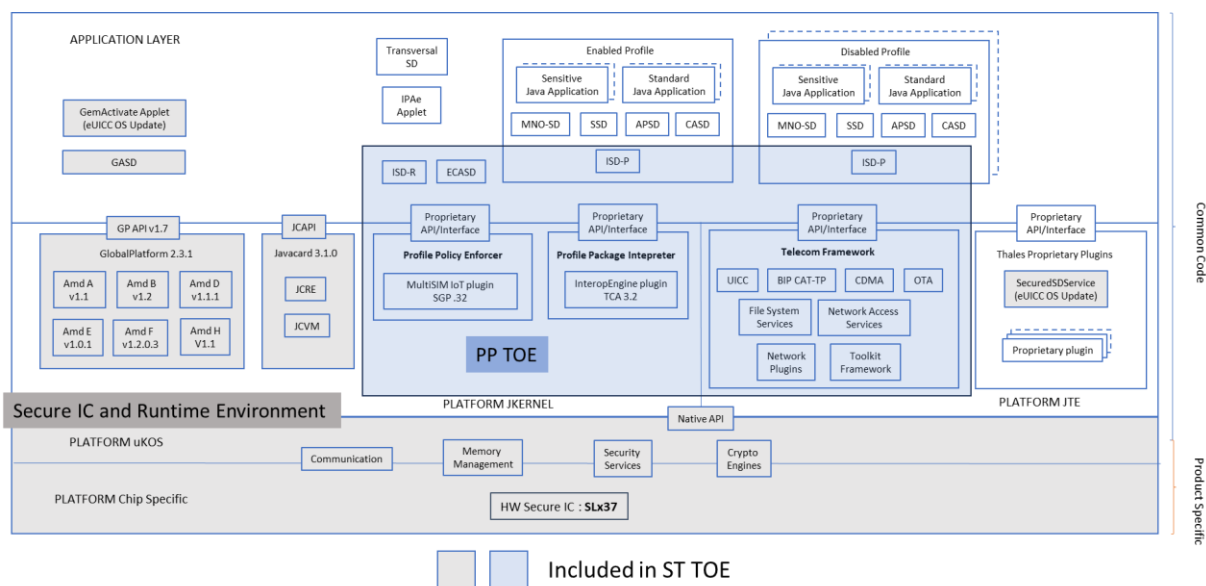 APPLICATION LAYER
GemActivate Applet
(eUICC OS Update)
GASD
Transversal
SD
IPAe
Applet
Enabled Profile
Sensitive
Java Application
Standard
Java Application
MNO-SD
SSD
APSD
CASD
ISD-P
Disabled Profile
Sensitive
Java Application
Standard
Java Application
MNO-SD
SSD
APSD
CASD
ISD-P
ISD-R
ECASD
GP API v1.7
GlobalPlatform 2.3.1
Amd A
v1.1
Amd B
v1.2
Amd D
v1.1.1
Amd E
v1.0.1
Amd F
v1.2.0.3
Amd H
V1.1
JCAPI
Javacard 3.1.0
JCRE
JCVM
Proprietary
API/Interface
Profile Policy Enforcer
MultiSIM IoT plugin
SGP .32
Proprietary
API/Interface
Profile Package Intepreter
InteropEngine plugin
TCA 3.2
PP TOE
Proprietary
API/Interface
Telecom Framework
UICC
BIP CAT-TP
CDMA
OTA
File System
Services
Network Access
Services
Network
Plugins
Toolkit
Framework
Proprietary
API/Interface
Thales Proprietary Plugins
SecuredSDService
(eUICC OS Update)
Proprietary plugin
Secure IC and Runtime Environment
PLATFORM JKERNEL
PLATFORM JTE
Native API
PLATFORM uKOS
Communication
Memory
Management
Security
Services
Crypto
Engines
PLATFORM Chip Specific
HW Secure IC : SLx37
Common Code
Product Specific
Included in ST TOE